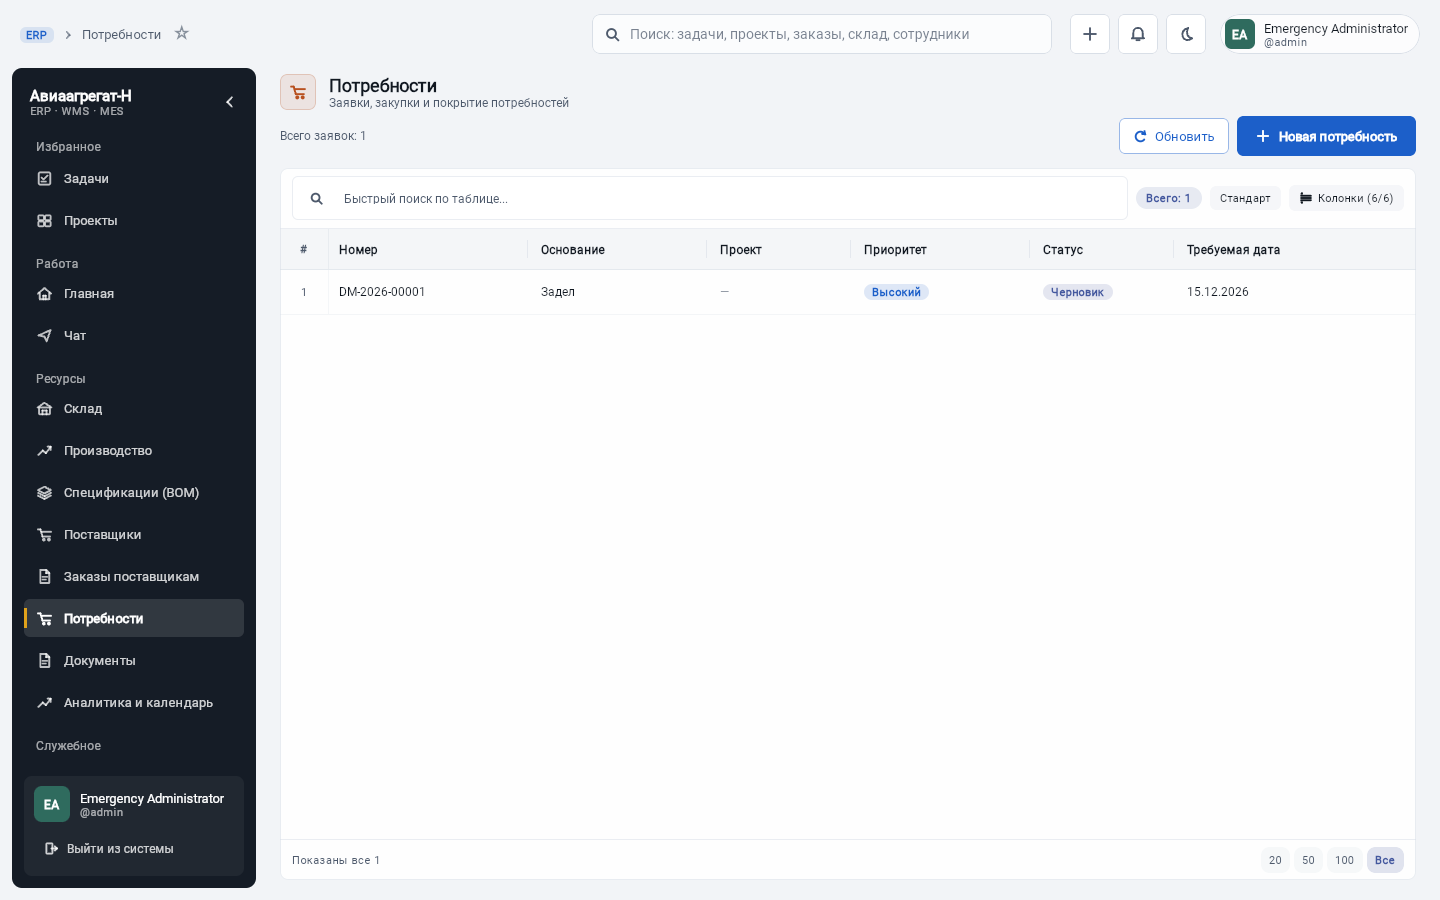 ERP
Потребности
Поиск: задачи, проекты, заказы, склад, сотрудники
EA
Emergency Administrator
@admin
Авиаагрегат-Н
ERP · WMS · MES
Избранное
Задачи
Проекты
Работа
Главная
Чат
Ресурсы
Склад
Производство
Спецификации (BOM)
Поставщики
Заказы поставщикам
Потребности
Документы
Аналитика и календарь
Служебное
EA
Emergency Administrator
@admin
Выйти из системы
Потребности
Заявки, закупки и покрытие потребностей
Всего заявок: 1
Обновить
Новая потребность
Быстрый поиск по таблице...
Всего: 1
Стандарт
Колонки (6/6)
# Номер Основание Проект Приоритет Статус Требуемая дата
1 DM-2026-00001 Задел — Высокий Черновик 15.12.2026
Показаны все 1
20 50 100 Все